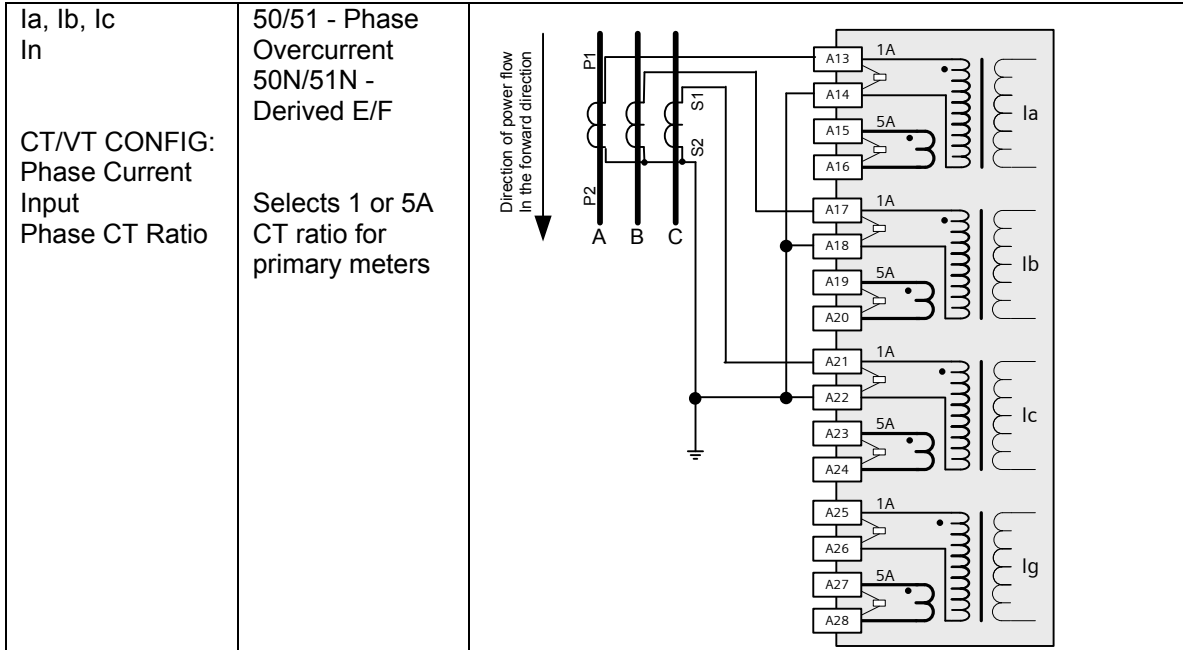 Ia, Ib, Ic
In
CT/VT CONFIG:
Phase Current
Input
Phase CT Ratio
50/51 - Phase
Overcurrent
50N/51N -
Derived E/F
Selects 1 or 5A
CT ratio for
primary meters
Direction of power flow
In the forward direction
P1
P2
S1
S2
A B C
A13
1A
A14
A15
5A
A16
Ia
A17
1A
A18
A19
5A
A20
Ib
A21
1A
A22
A23
5A
A24
Ic
A25
1A
A26
A27
5A
A28
Ig